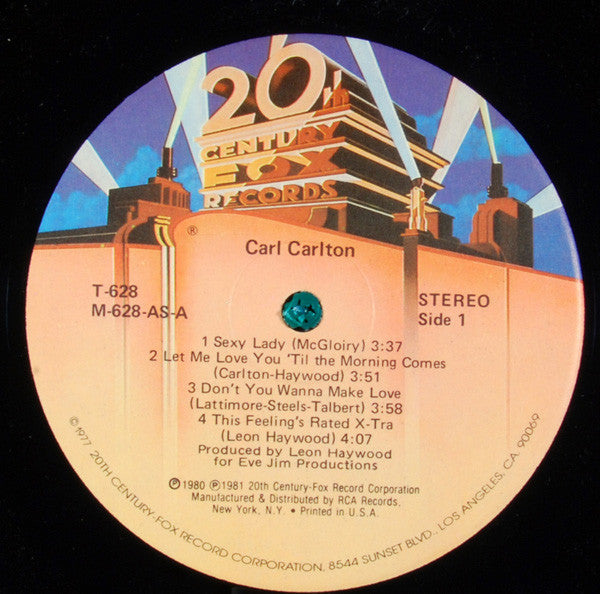 20th
CENTURY
FOX
RECORDS
®
Carl Carlton
T-628
M-628-AS-A
STEREO
Side 1
1 Sexy Lady (McGloiry) 3:37
2 Let Me Love You 'Til the Morning Comes
(Carlton-Haywood) 3:51
3 Don't You Wanna Make Love
(Lattimore-Steels-Talbert) 3:58
4 This Feeling's Rated X-Tra
(Leon Haywood) 4:07
Produced by Leon Haywood
for Eve Jim Productions
℗ 1980 ℗ 1981 20th Century-Fox Record Corporation
Manufactured & Distributed by RCA Records,
New York, N.Y. • Printed in U.S.A.
© 1977 20TH CENTURY-FOX RECORD CORPORATION, 8544 SUNSET BLVD., LOS ANGELES, CA. 90069